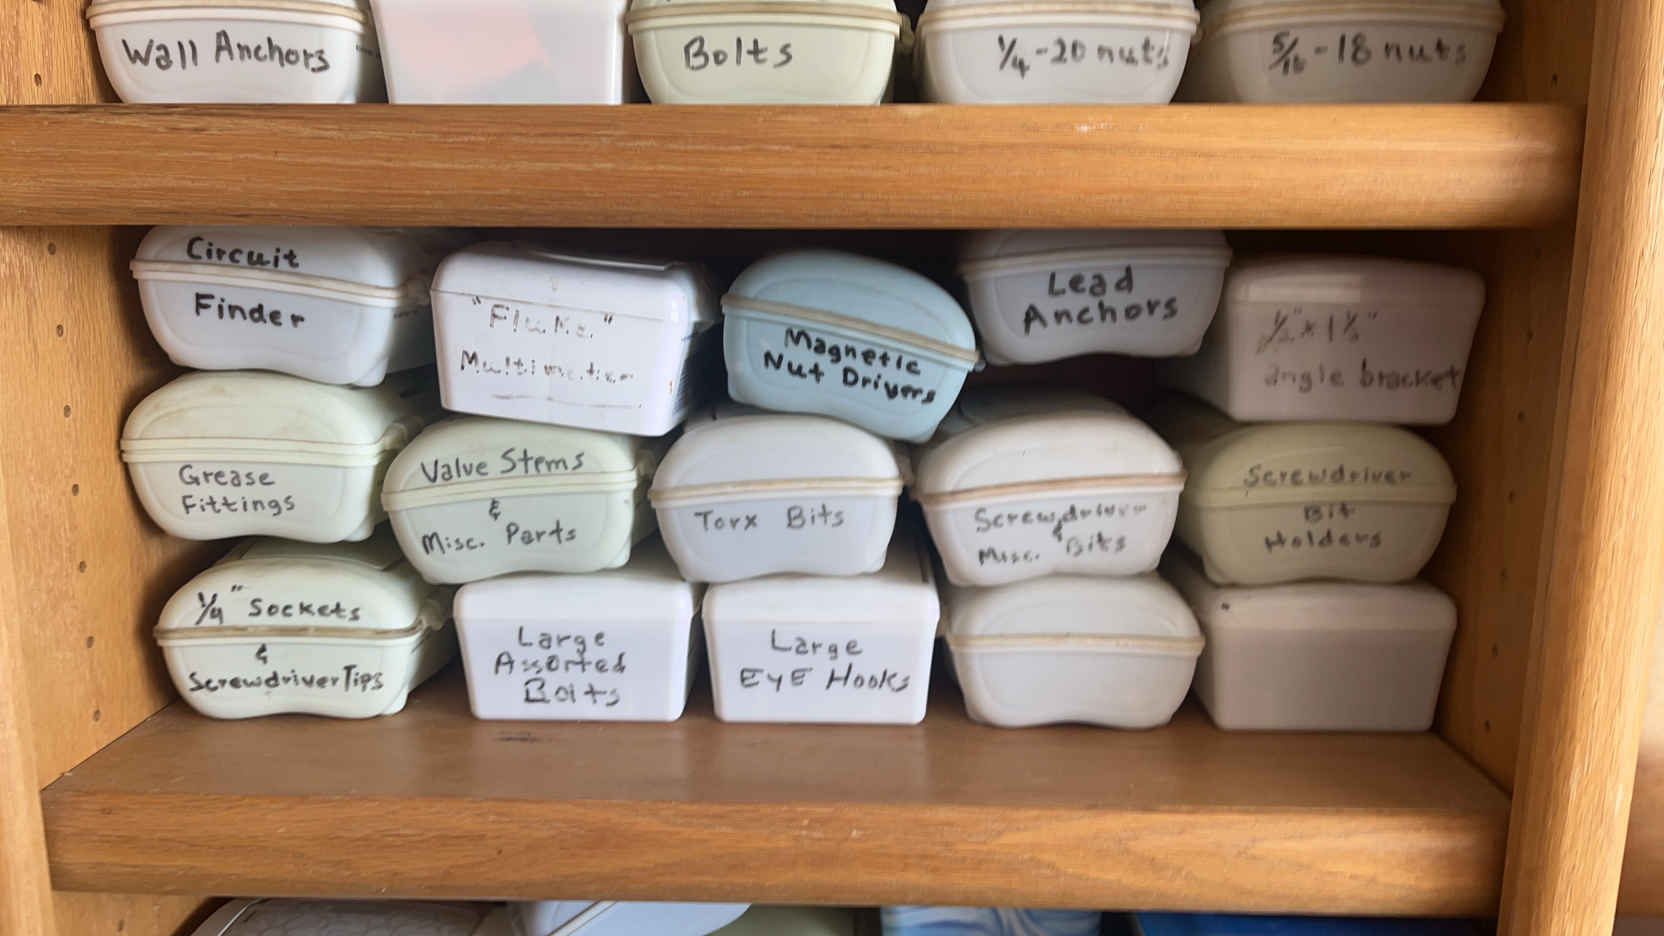 Wall Anchors
Bolts
1/4-20 nuts
5/16-18 nuts
Circuit
Finder
"Fluke"
Multimeter
Magnetic
Nut Drivers
Lead
Anchors
1/2" x 1 1/2"
angle bracket
Grease
Fittings
Valve Stems
&
Misc. Parts
Torx Bits
Screwdriver
&
Misc. Bits
Screwdriver
Bit
Holders
1/4" Sockets
&
Screwdriver Tips
Large
Assorted
Bolts
Large
EyE Hooks